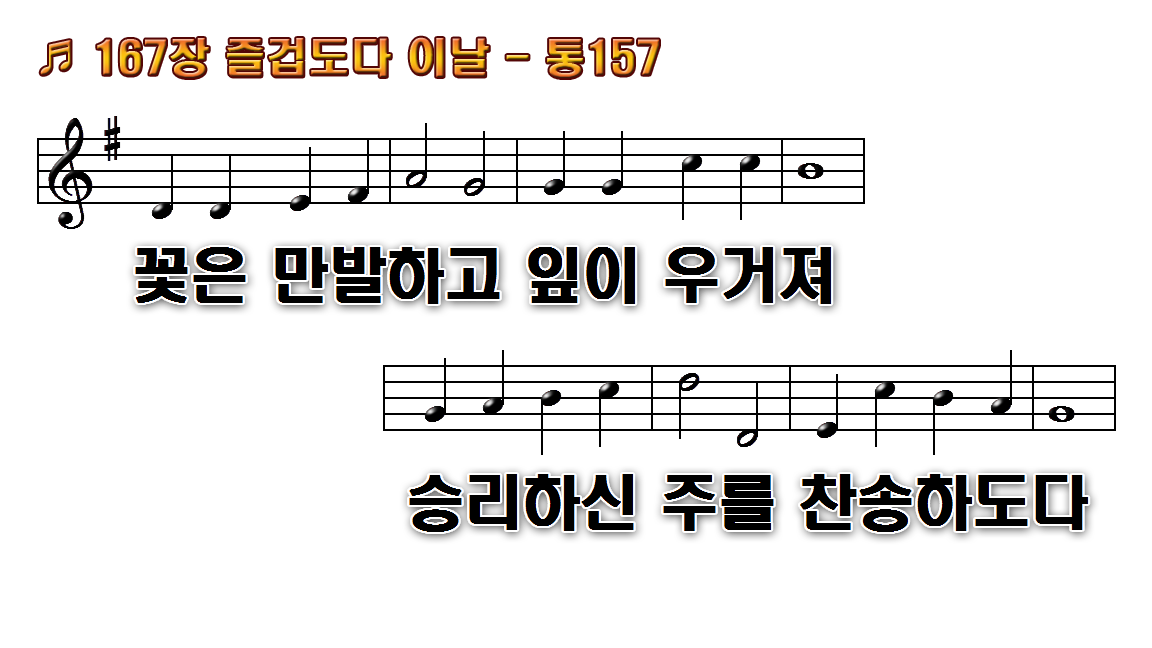 ♬ 167장 즐겁도다 이날 - 통157
꽃은 만발하고 잎이 우거져
승리하신 주를 찬송하도다